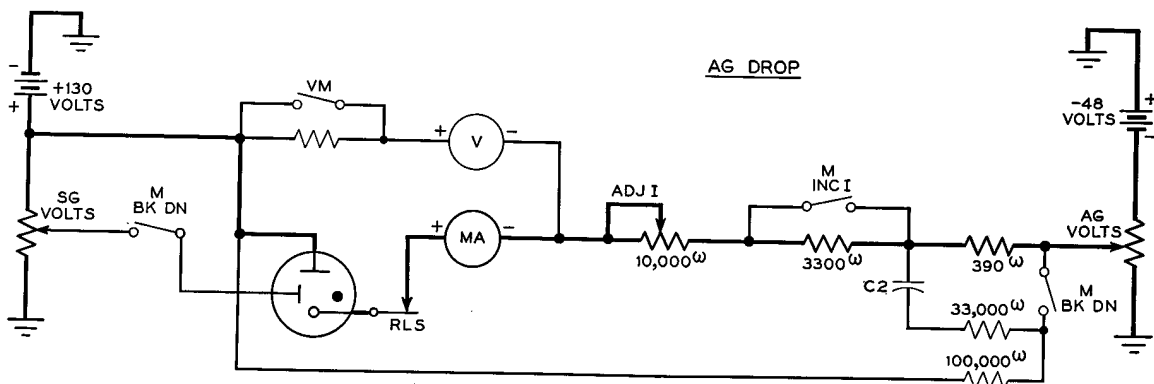 AG DROP
-
+
+130
VOLTS
VM
+ V -
-48
VOLTS
+
-
SG
VOLTS
M
BK DN
+ MA -
RLS
ADJ I
10,000ω
M
INC I
3300ω
C2
390ω
33,000ω
100,000ω
M
BK DN
AG
VOLTS